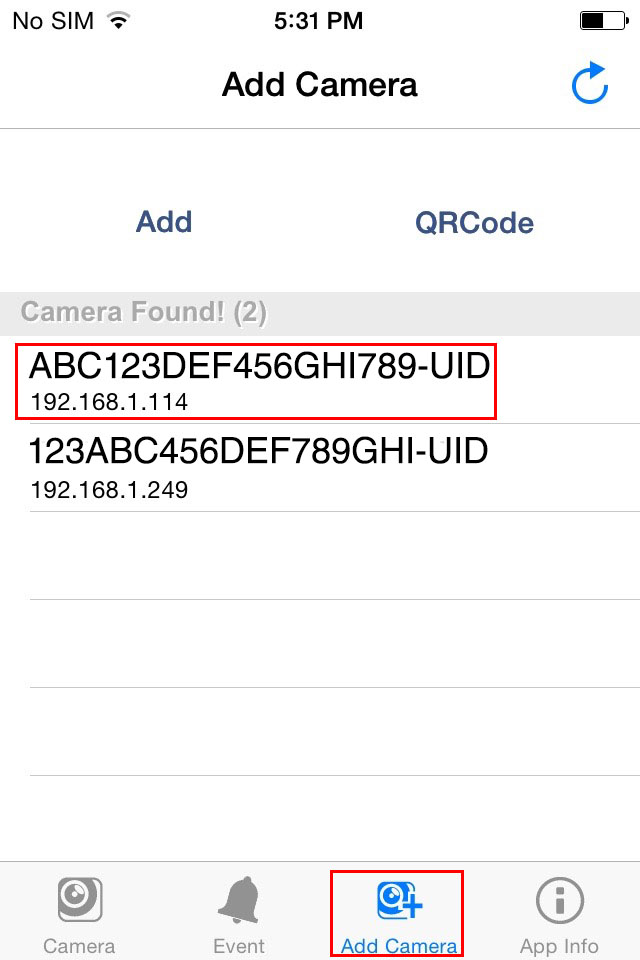 No SIM 5:31 PM
Add Camera
Add QRCode
Camera Found! (2)
ABC123DEF456GHI789-UID
192.168.1.114
123ABC456DEF789GHI-UID
192.168.1.249
Camera Event Add Camera App Info